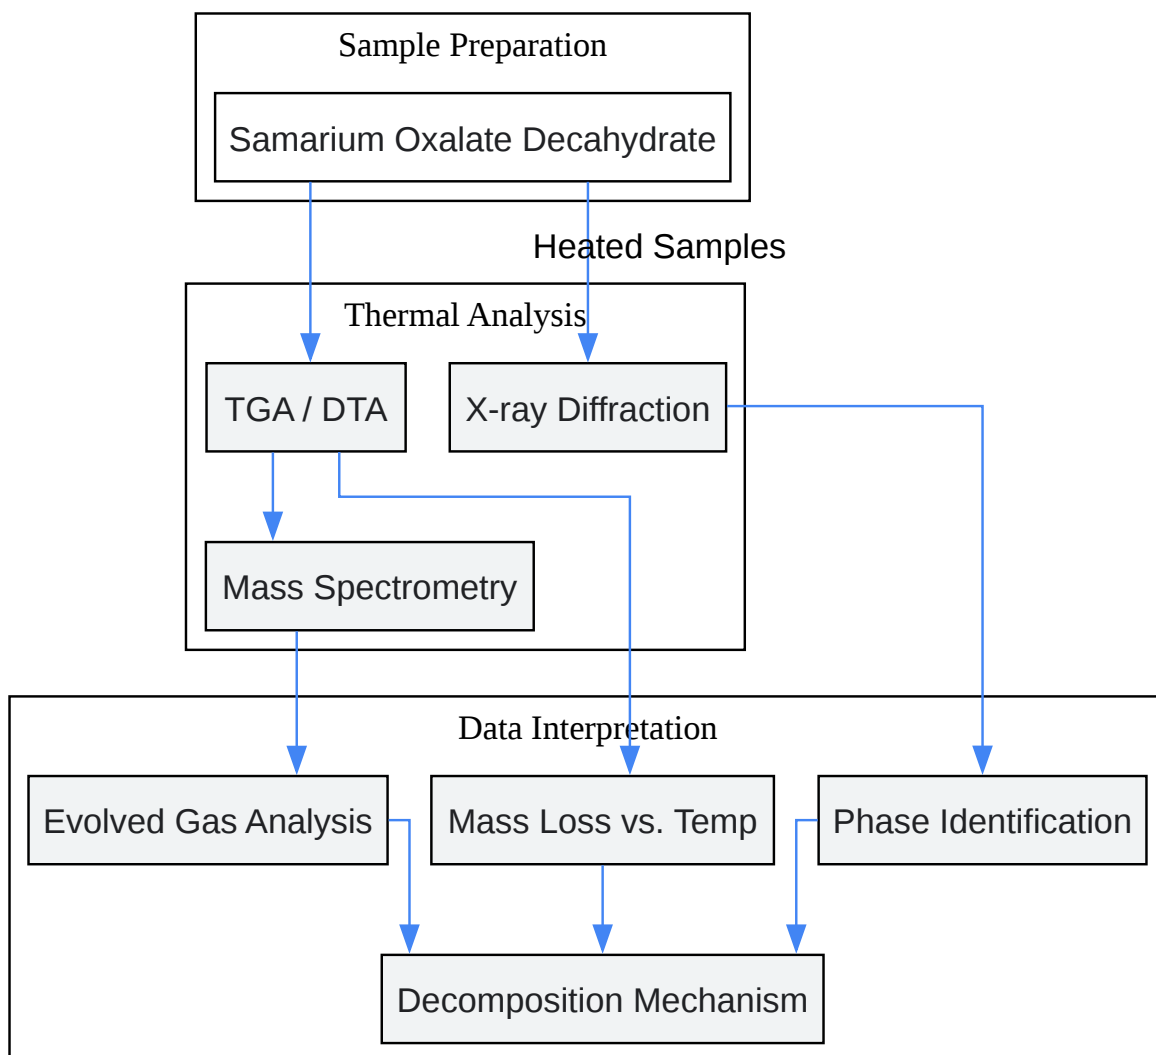 Sample Preparation
Samarium Oxalate Decahydrate
Heated Samples
Thermal Analysis
TGA / DTA
X-ray Diffraction
Mass Spectrometry
Data Interpretation
Evolved Gas Analysis
Mass Loss vs. Temp
Phase Identification
Decomposition Mechanism